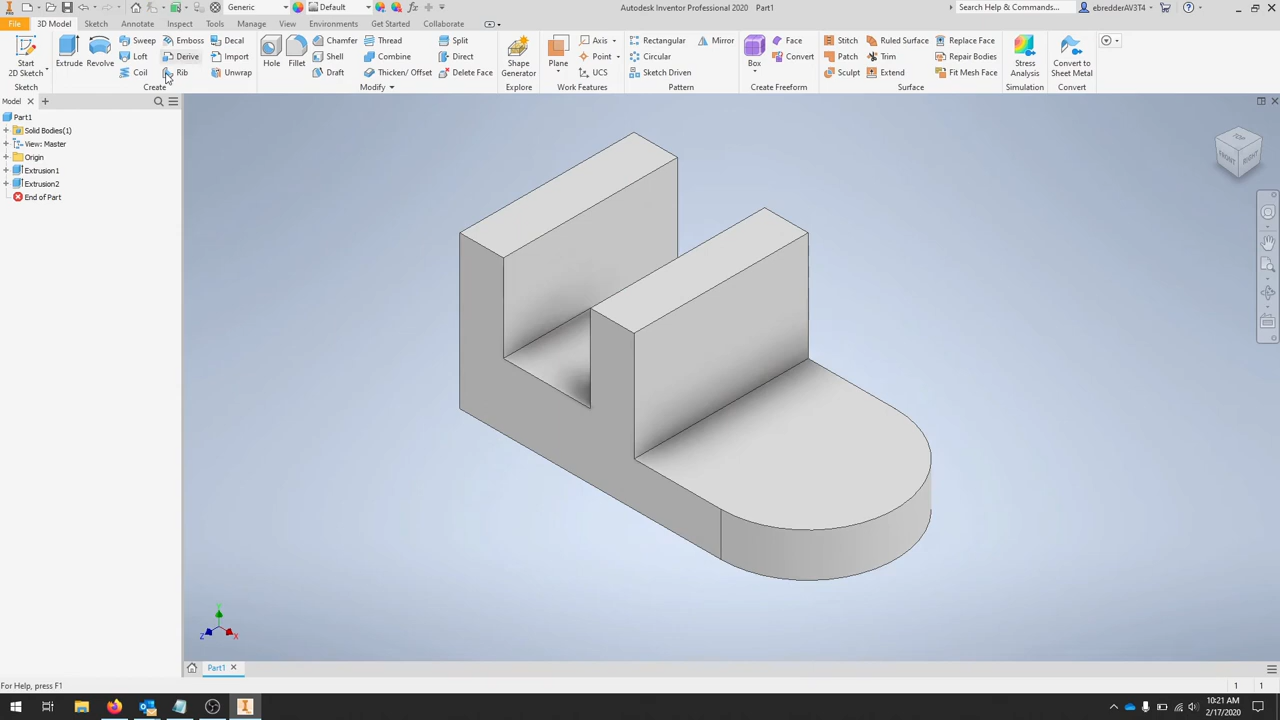 Generic Default Autodesk Inventor Professional 2020 Part1 Search Help & Commands... ebredderAV3T4
File 3D Model Sketch Annotate Inspect Tools Manage View Environments Get Started Collaborate
Start
2D Sketch
Sketch
Extrude Revolve
Sweep Emboss Decal
Loft Derive Import
Coil Rib Unwrap
Create
Hole Fillet
Chamfer Thread Split
Shell Combine Direct
Draft Thicken/ Offset Delete Face
Modify
Shape
Generator
Explore
Plane
Axis
Point
UCS
Work Features
Rectangular Mirror
Circular
Sketch Driven
Pattern
Box
Face
Convert
Create Freeform
Stitch Ruled Surface Replace Face
Patch Trim Repair Bodies
Sculpt Extend Fit Mesh Face
Surface
Stress
Analysis
Simulation
Convert to
Sheet Metal
Convert
Model
Part1
Solid Bodies(1)
View: Master
Origin
Extrusion1
Extrusion2
End of Part
TOP
FRONT RIGHT
Y
Z X
Part1
For Help, press F1
1 1
10:21 AM
2/17/2020